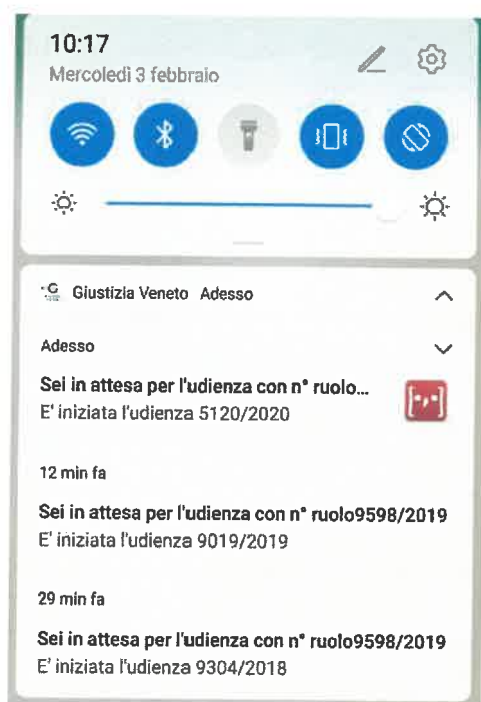 10:17
Mercoledì 3 febbraio
G Giustizia Veneto Adesso
Adesso
Sei in attesa per l'udienza con n° ruolo...
E' iniziata l'udienza 5120/2020
12 min fa
Sei in attesa per l'udienza con n° ruolo9598/2019
E' iniziata l'udienza 9019/2019
29 min fa
Sei in attesa per l'udienza con n° ruolo9598/2019
E' iniziata l'udienza 9304/2018